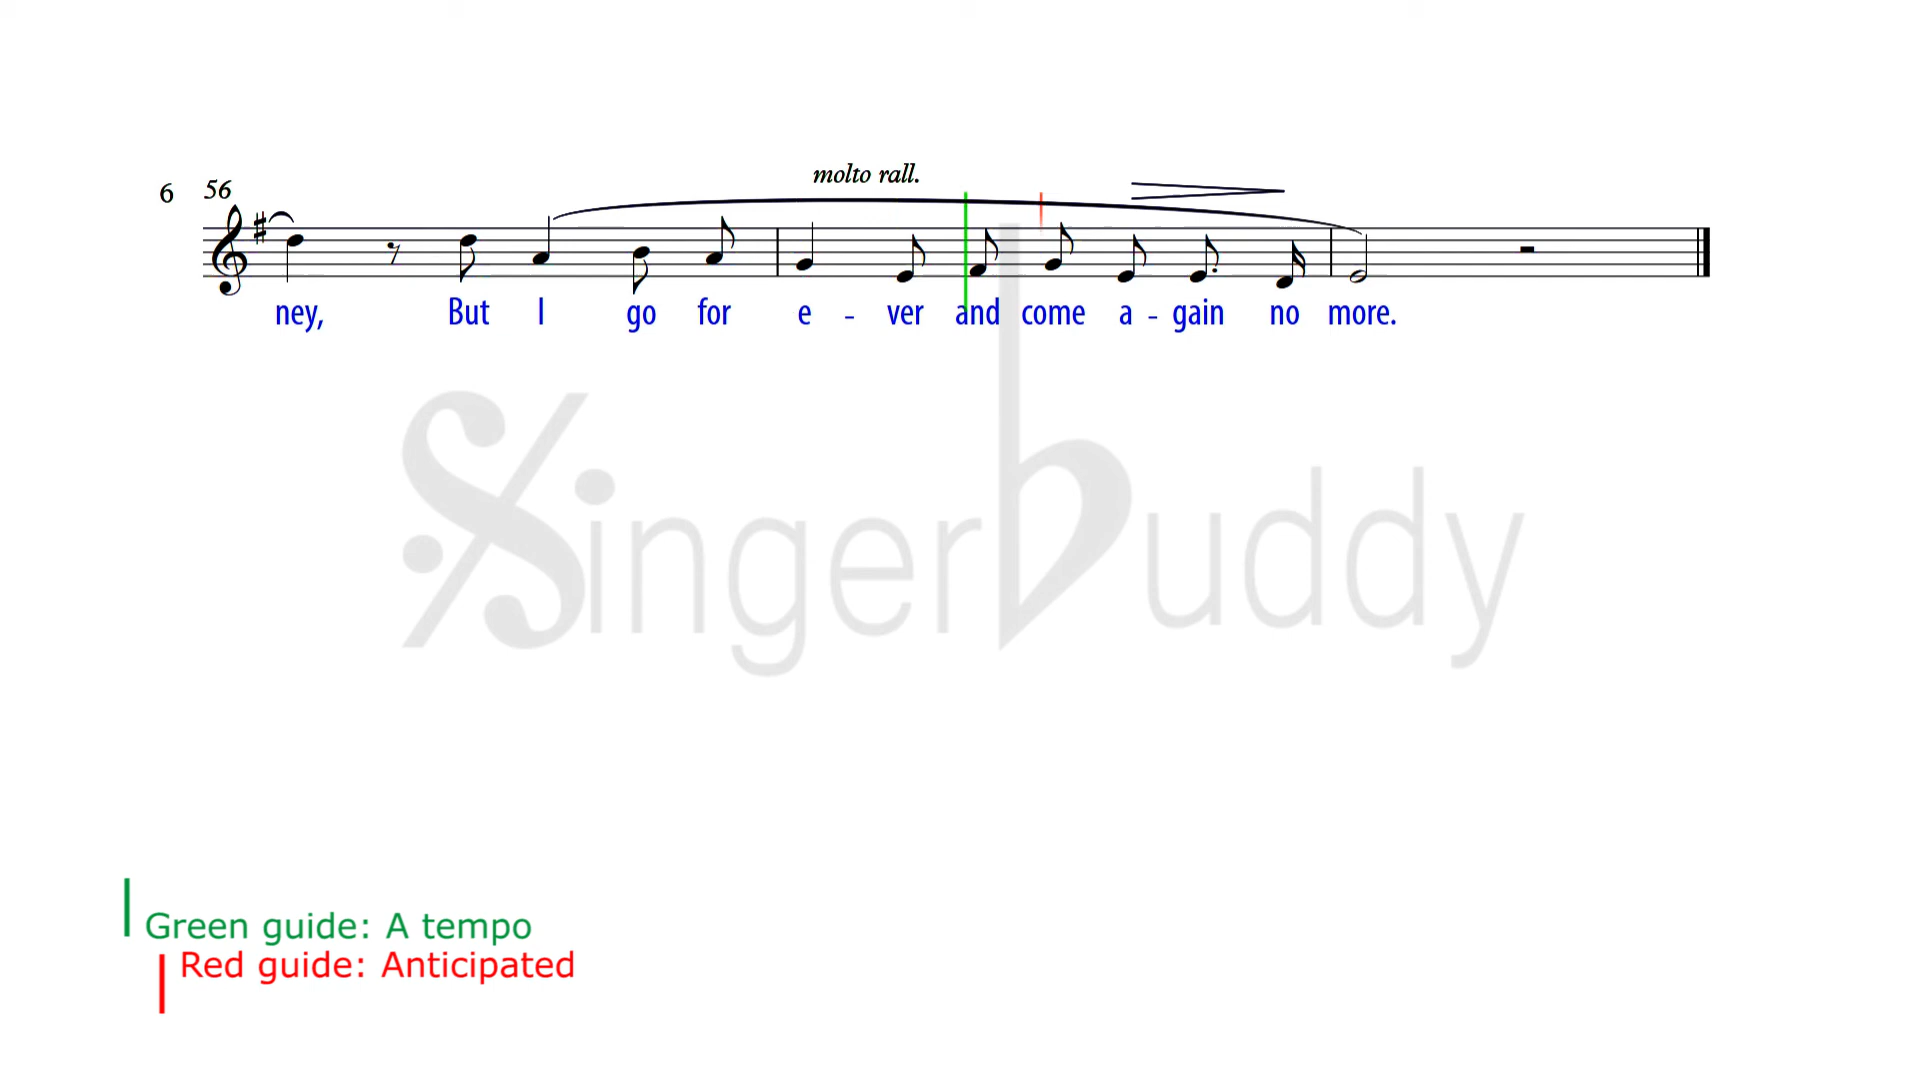 molto rall.
6 56
ney, But I go for e - ver and come a - gain no more.
Singerbuddy
Green guide: A tempo
Red guide: Anticipated